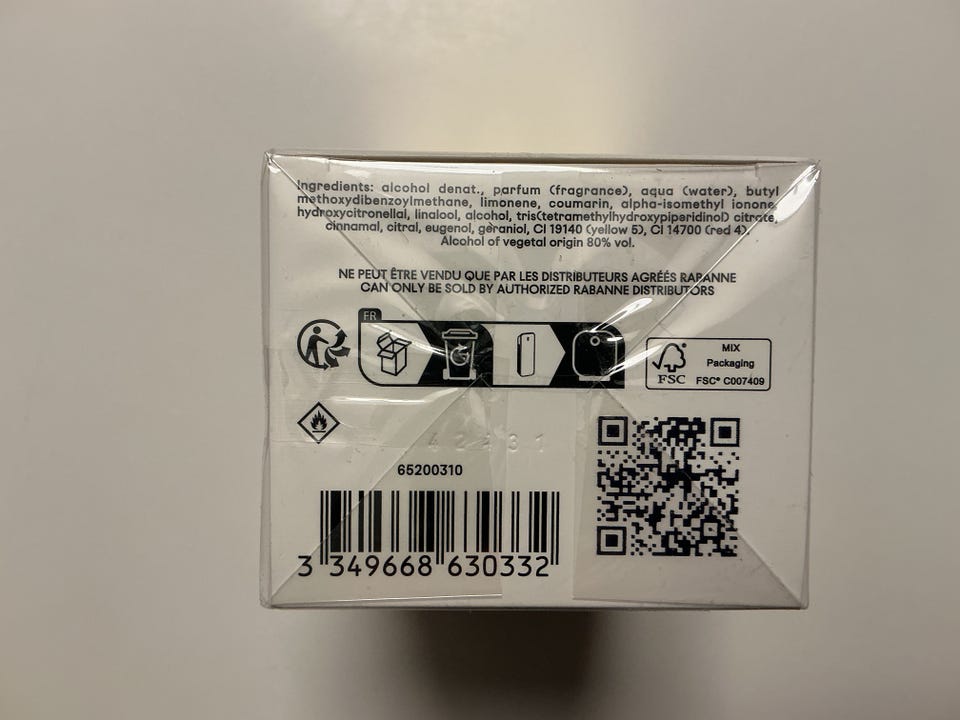 Ingredients: alcohol denat., parfum (fragrance), aqua (water), butyl
methoxydibenzoylmethane, limonene, coumarin, alpha-isomethyl ionone,
hydroxycitronellal, linalool, alcohol, tris(tetramethylhydroxypiperidinol) citrate,
cinnamal, citral, eugenol, geraniol, CI 19140 (yellow 5), CI 14700 (red 4).
Alcohol of vegetal origin 80% vol.
NE PEUT ÊTRE VENDU QUE PAR LES DISTRIBUTEURS AGRÉÉS RABANNE
CAN ONLY BE SOLD BY AUTHORIZED RABANNE DISTRIBUTORS
FR
MIX
Packaging
FSC
FSC® C007409
65200310
3 349668 630332